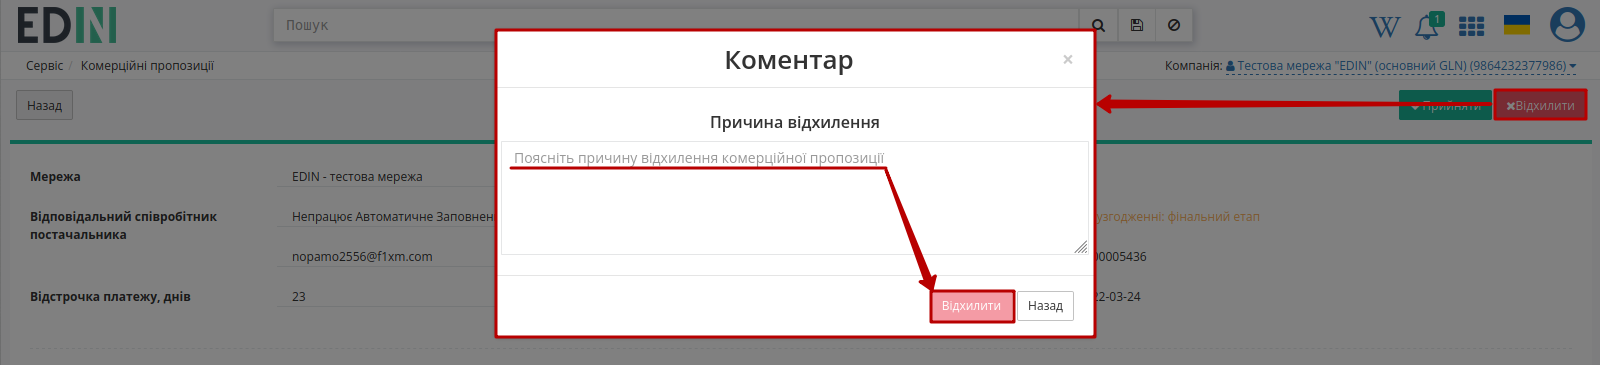 EDIN
Пошук
1
Сервіс / Комерційні пропозиції
Компанія: Тестова мережа "EDIN" (основний GLN) (9864232377986)
Назад
Прийняти
Відхилити
Коментар
×
Причина відхилення
Поясніть причину відхилення комерційної пропозиції
Мережа
EDIN - тестова мережа
Відповідальний співробітник
постачальника
Непрацює Автоматичне
узгодженні: фінальний етап
nopamo2556@f1xm.com
00005436
Відстрочка платежу, днів
23
22-03-24
Відхилити
Назад